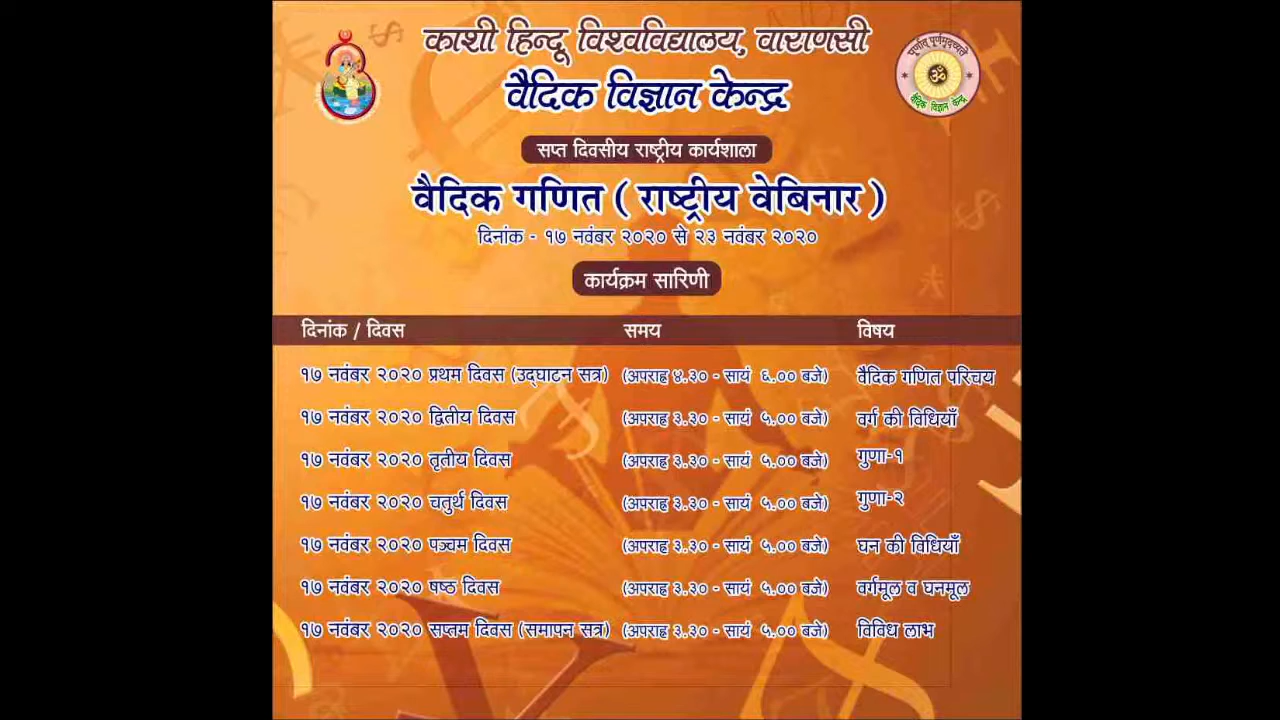 काशी हिन्दू विश्वविद्यालय, वाराणसी
वैदिक विज्ञान केन्द्र
पूर्णात् पूर्णमुदच्यते
वैदिक विज्ञान केन्द्र
सप्त दिवसीय राष्ट्रीय कार्यशाला
वैदिक गणित ( राष्ट्रीय वेबिनार )
दिनांक - १७ नवंबर २०२० से २३ नवंबर २०२०
कार्यक्रम सारिणी
दिनांक / दिवस समय विषय
१७ नवंबर २०२० प्रथम दिवस (उद्घाटन सत्र) (अपराह्न ४.३० - सायं ६.०० बजे) वैदिक गणित परिचय
१७ नवंबर २०२० द्वितीय दिवस (अपराह्न ३.३० - सायं ५.०० बजे) वर्ग की विधियाँ
१७ नवंबर २०२० तृतीय दिवस (अपराह्न ३.३० - सायं ५.०० बजे) गुणा-१
१७ नवंबर २०२० चतुर्थ दिवस (अपराह्न ३.३० - सायं ५.०० बजे) गुणा-२
१७ नवंबर २०२० पञ्चम दिवस (अपराह्न ३.३० - सायं ५.०० बजे) घन की विधियाँ
१७ नवंबर २०२० षष्ठ दिवस (अपराह्न ३.३० - सायं ५.०० बजे) वर्गमूल व घनमूल
१७ नवंबर २०२० सप्तम दिवस (समापन सत्र) (अपराह्न ३.३० - सायं ५.०० बजे) विविध लाभ